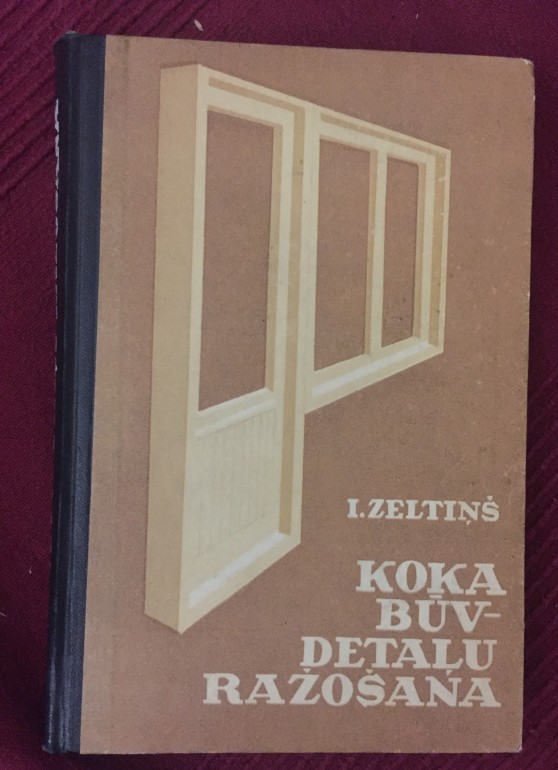 I. ZELTIŅŠ
KOKA
BŪV-
DETAĻU
RAŽOŠANA